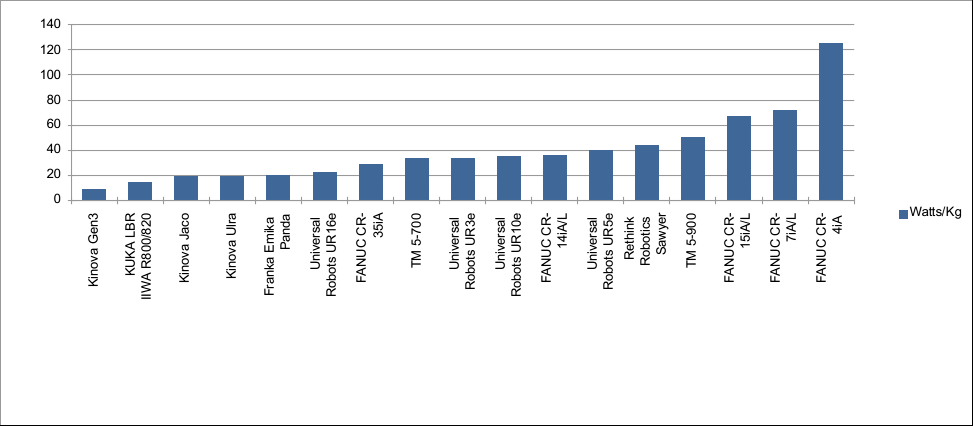 140
120
100
80
60
40
20
0
Kinova Gen3
KUKA LBR
IIWA R800/820
Kinova Jaco
Kinova Ulra
Franka Emika
Panda
Universal
Robots UR16e
FANUC CR-
35iA
TM 5-700
Universal
Robots UR3e
Universal
Robots UR10e
FANUC CR-
14iA/L
Universal
Robots UR5e
Rethink
Robotics
Sawyer
TM 5-900
FANUC CR-
15iA/L
FANUC CR-
7iA/L
FANUC CR-
4iA
Watts/Kg